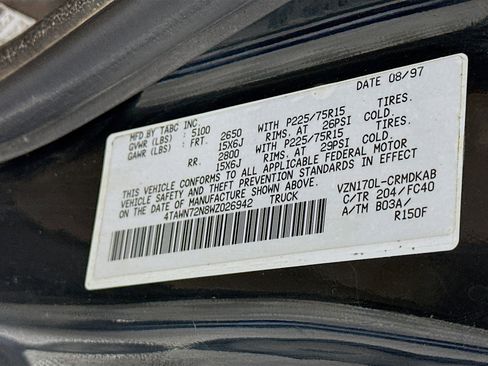 DATE 08/97
MFD BY TABC INC.
GVWR (LBS) : 5100 WITH P225/75R15 TIRES.
GAWR (LBS) : FRT. 2650 15X6J RIMS, AT 26PSI COLD.
RR. 2800 WITH P225/75R15 TIRES.
15X6J RIMS, AT 29PSI COLD.
THIS VEHICLE CONFORMS TO ALL APPLICABLE FEDERAL MOTOR
VEHICLE SAFETY AND THEFT PREVENTION STANDARDS IN EFFECT
ON THE DATE OF MANUFACTURE SHOWN ABOVE.
4TAWN72N8WZ026942 TRUCK
VZN170L-CRMDKAB
C/TR 204/FC40
A/TM B03A/
R150F